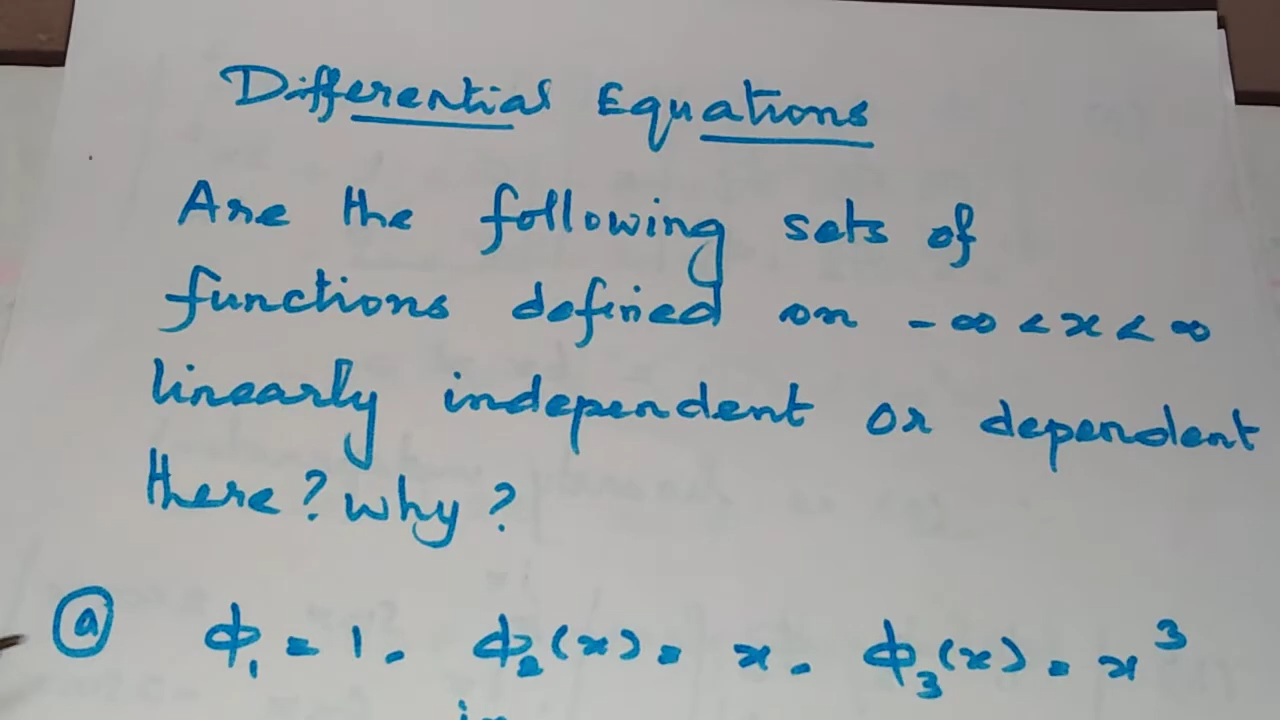 Differential Equations
Are the following sets of
functions defined on -∞ < x < ∞
linearly independent or dependent
there? why?
ⓐ ϕ₁ = 1. ϕ₂(x) = x. ϕ₃(x) = x³